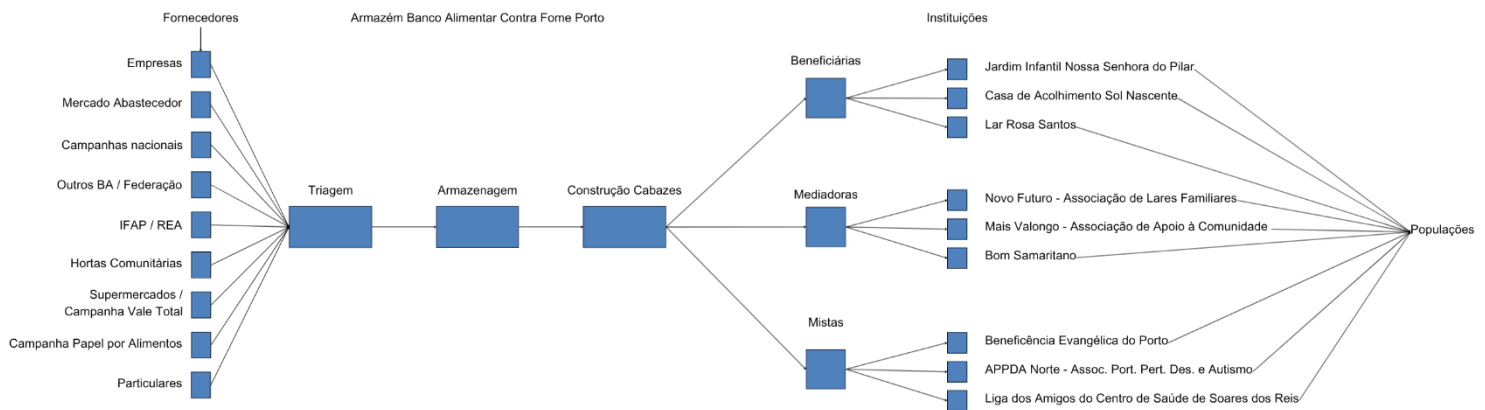 Fornecedores
Armazém Banco Alimentar Contra Fome Porto
Instituições
Empresas
Mercado Abastecedor
Campanhas nacionais
Outros BA / Federação
IFAP / REA
Hortas Comunitárias
Supermercados /
Campanha Vale Total
Campanha Papel por Alimentos
Particulares
Triagem
Armazenagem
Construção Cabazes
Beneficiárias
Jardim Infantil Nossa Senhora do Pilar
Casa de Acolhimento Sol Nascente
Lar Rosa Santos
Mediadoras
Novo Futuro - Associação de Lares Familiares
Mais Valongo - Associação de Apoio à Comunidade
Bom Samaritano
Mistas
Beneficência Evangélica do Porto
APPDA Norte - Assoc. Port. Pert. Des. e Autismo
Liga dos Amigos do Centro de Saúde de Soares dos Reis
Populações